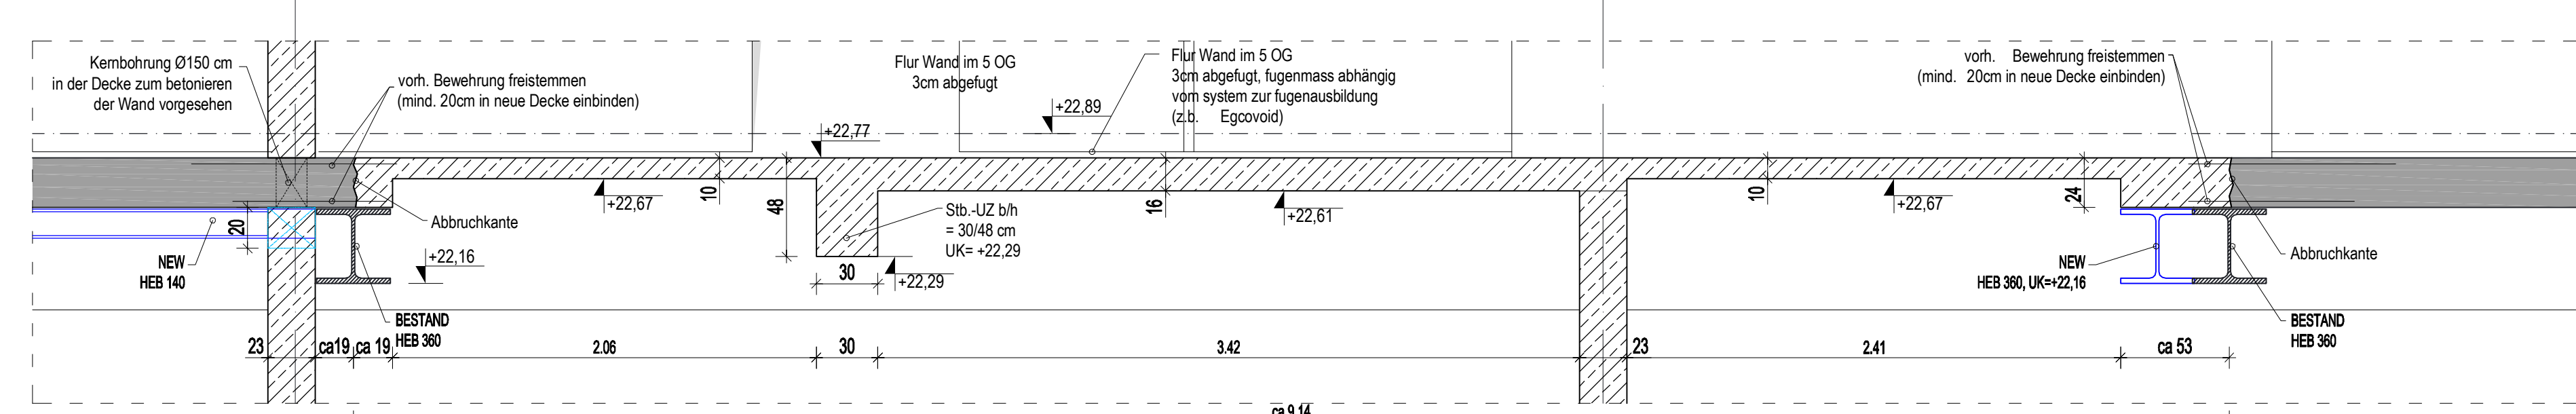 Kernbohrung Ø150 cm
in der Decke zum betonieren
der Wand vorgesehen
vorh. Bewehrung freistemmen
(mind. 20cm in neue Decke einbinden)
Flur Wand im 5 OG
3cm abgefugt
+22,89
Flur Wand im 5 OG
3cm abgefugt, fugenmass abhängig
vom system zur fugenausbildung
(z.b. Egcovoid)
vorh. Bewehrung freistemmen
(mind. 20cm in neue Decke einbinden)
+22,77
10
+22,67
48
16
+22,61
10
+22,67
24
20
Abbruchkante
Stb.-UZ b/h
= 30/48 cm
UK= +22,29
NEW
HEB 140
+22,16
30
+22,29
NEW
HEB 360, UK=+22,16
Abbruchkante
BESTAND
HEB 360
BESTAND
HEB 360
23
ca19
ca 19
2.06
30
3.42
23
2.41
ca 53
ca 9.14